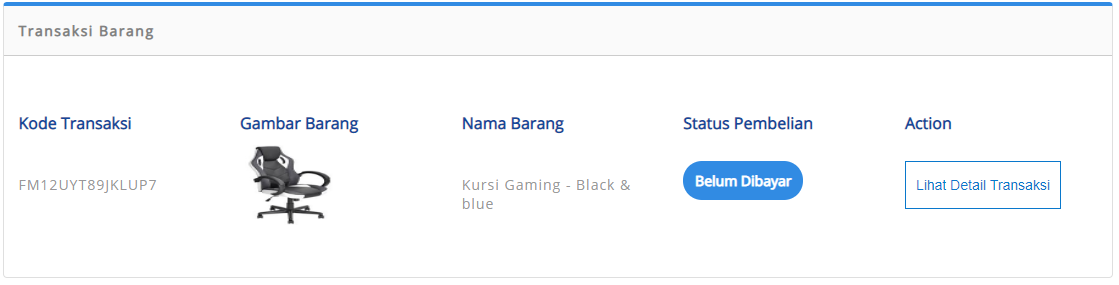 Transaksi Barang
Kode Transaksi
Gambar Barang
Nama Barang
Status Pembelian
Action
FM12UYT89JKLUP7
Kursi Gaming - Black &
blue
Belum Dibayar
Lihat Detail Transaksi